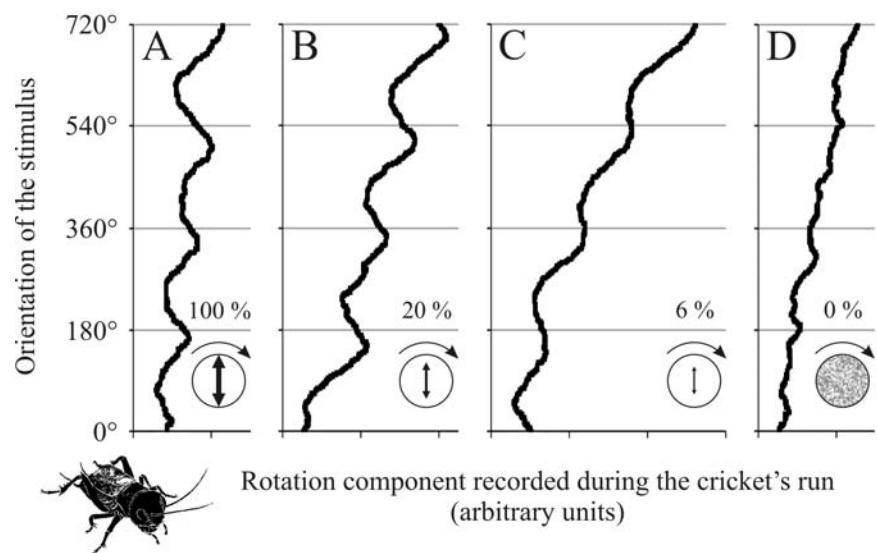 720°
A
B
C
D
540°
360°
180°
0°
100 %
20 %
6 %
0 %
Orientation of the stimulus
Rotation component recorded during the cricket's run
(arbitrary units)